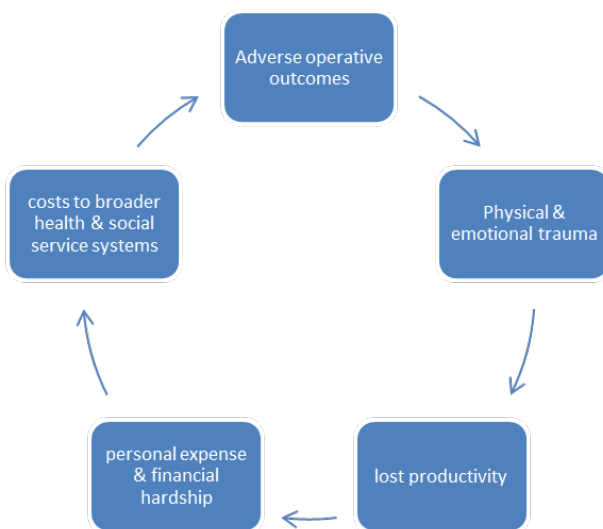 Adverse operative
outcomes
Physical &
emotional trauma
lost productivity
personal expense
& financial
hardship
costs to broader
health & social
service systems